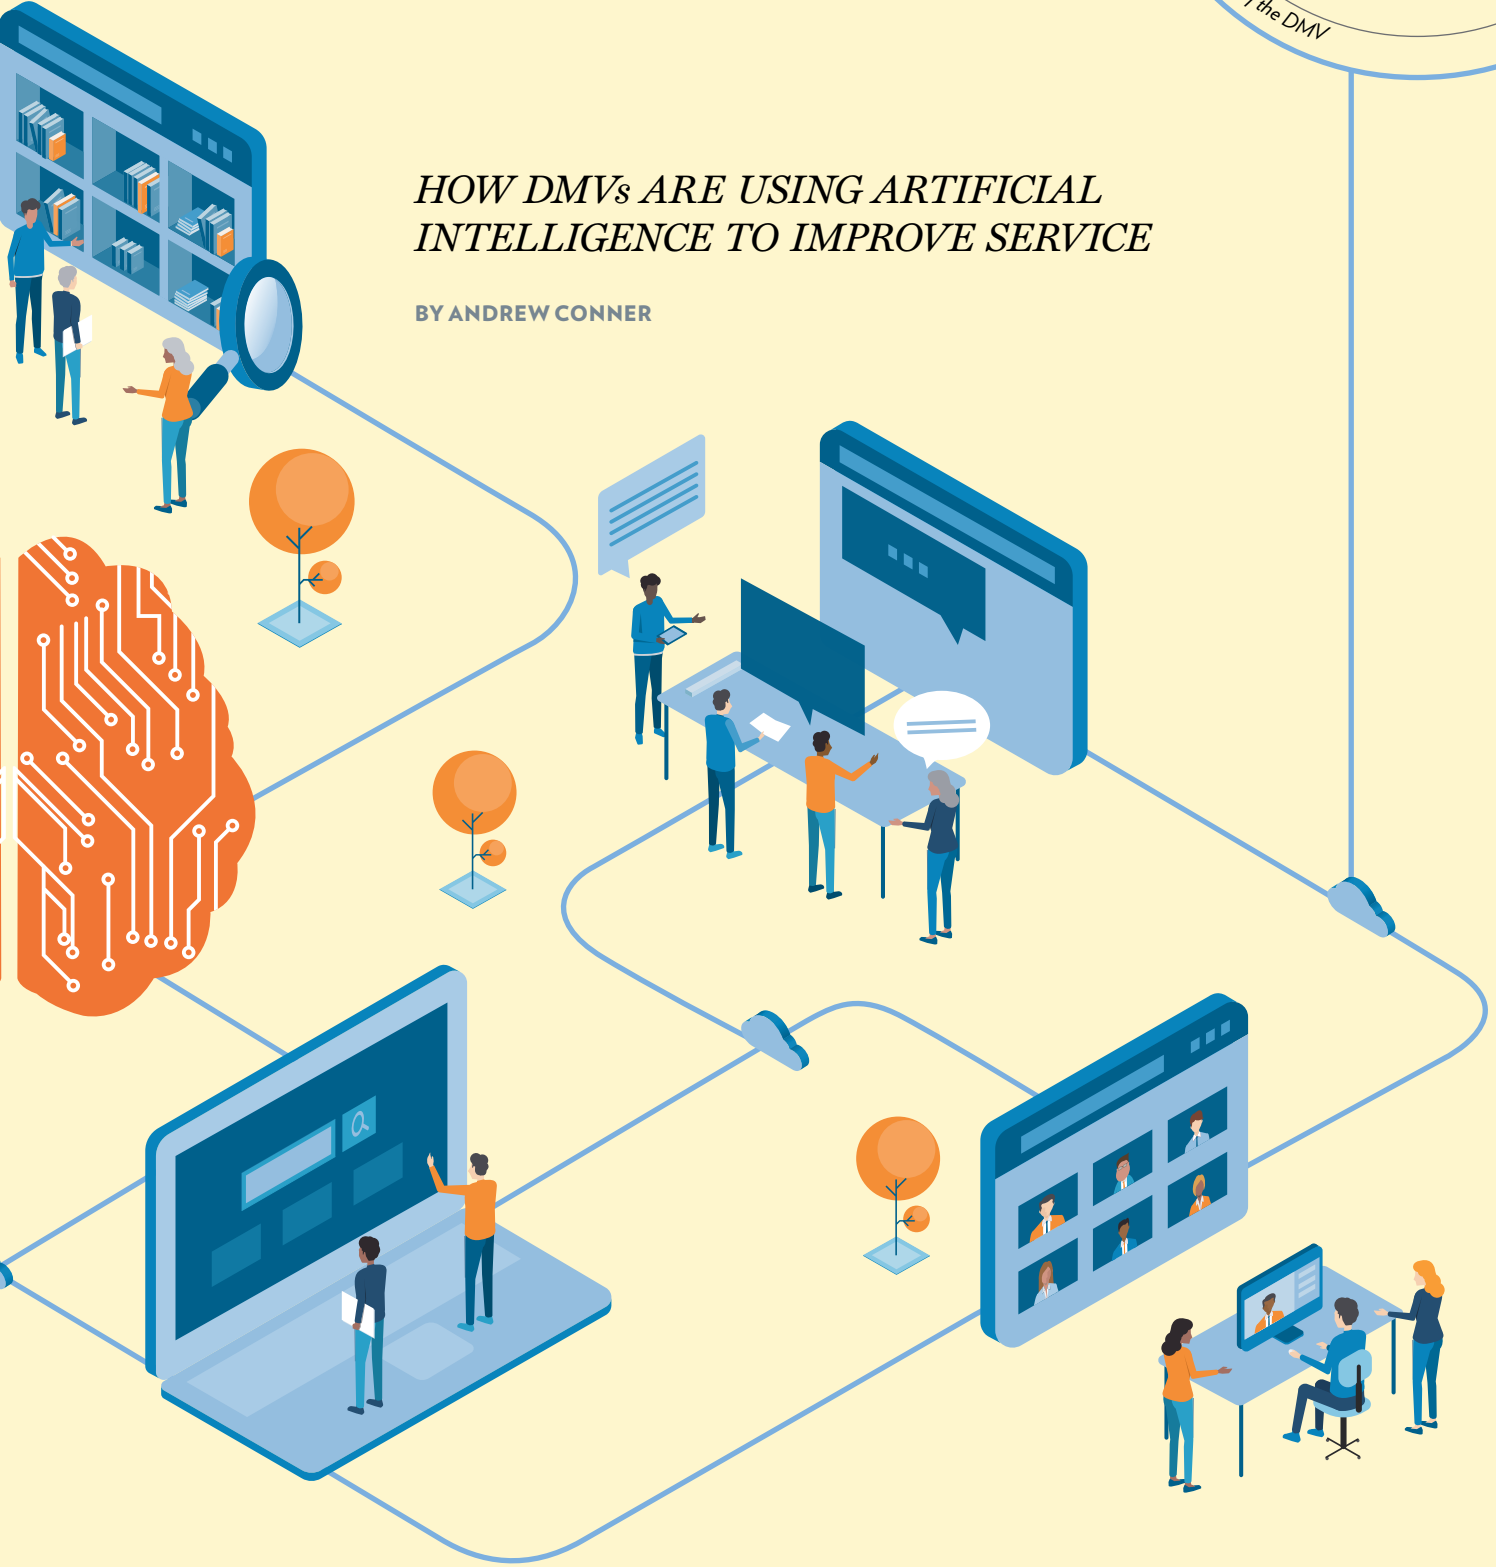 the DMV
HOW DMVs ARE USING ARTIFICIAL
INTELLIGENCE TO IMPROVE SERVICE
BY ANDREW CONNER